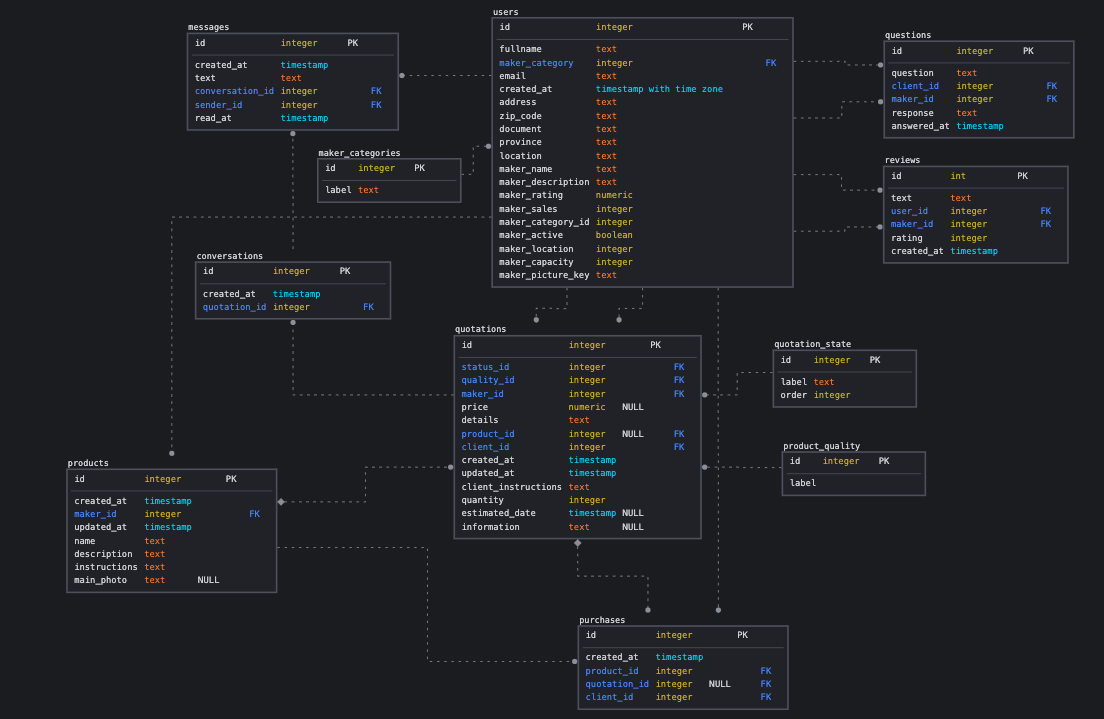 messages
id integer PK
created_at timestamp
text text
conversation_id integer FK
sender_id integer FK
read_at timestamp
users
id integer PK
fullname text
maker_category integer FK
email text
created_at timestamp with time zone
address text
zip_code text
document text
province text
location text
maker_name text
maker_description text
maker_rating numeric
maker_sales integer
maker_category_id integer
maker_active boolean
maker_location integer
maker_capacity integer
maker_picture_key text
questions
id integer PK
question text
client_id integer FK
maker_id integer FK
response text
answered_at timestamp
maker_categories
id integer PK
label text
reviews
id int PK
text text
user_id integer FK
maker_id integer FK
rating integer
created_at timestamp
conversations
id integer PK
created_at timestamp
quotation_id integer FK
quotations
id integer PK
status_id integer FK
quality_id integer FK
maker_id integer FK
price numeric NULL
details text
product_id integer NULL FK
client_id integer FK
created_at timestamp
updated_at timestamp
client_instructions text
quantity integer
estimated_date timestamp NULL
information text NULL
quotation_state
id integer PK
label text
order integer
product_quality
id integer PK
label
products
id integer PK
created_at timestamp
maker_id integer FK
updated_at timestamp
name text
description text
instructions text
main_photo text NULL
purchases
id integer PK
created_at timestamp
product_id integer FK
quotation_id integer NULL FK
client_id integer FK